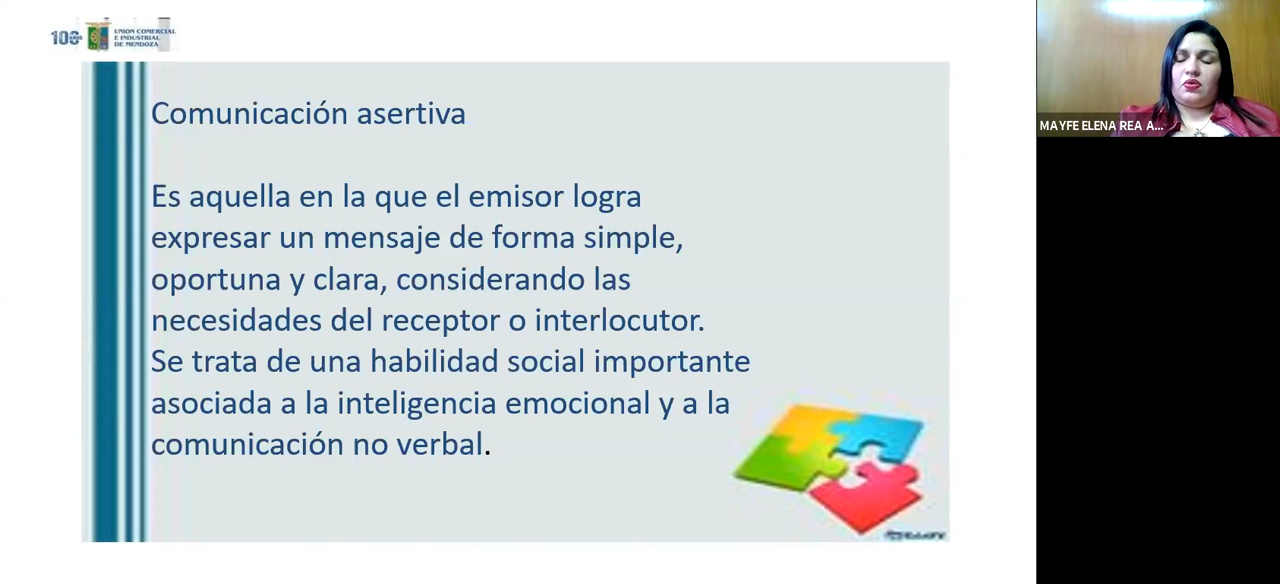 UNION COMERCIAL
E INDUSTRIAL
DE MENDOZA
Comunicación asertiva
Es aquella en la que el emisor logra
expresar un mensaje de forma simple,
oportuna y clara, considerando las
necesidades del receptor o interlocutor.
Se trata de una habilidad social importante
asociada a la inteligencia emocional y a la
comunicación no verbal.
MAYFE ELENA REA A...